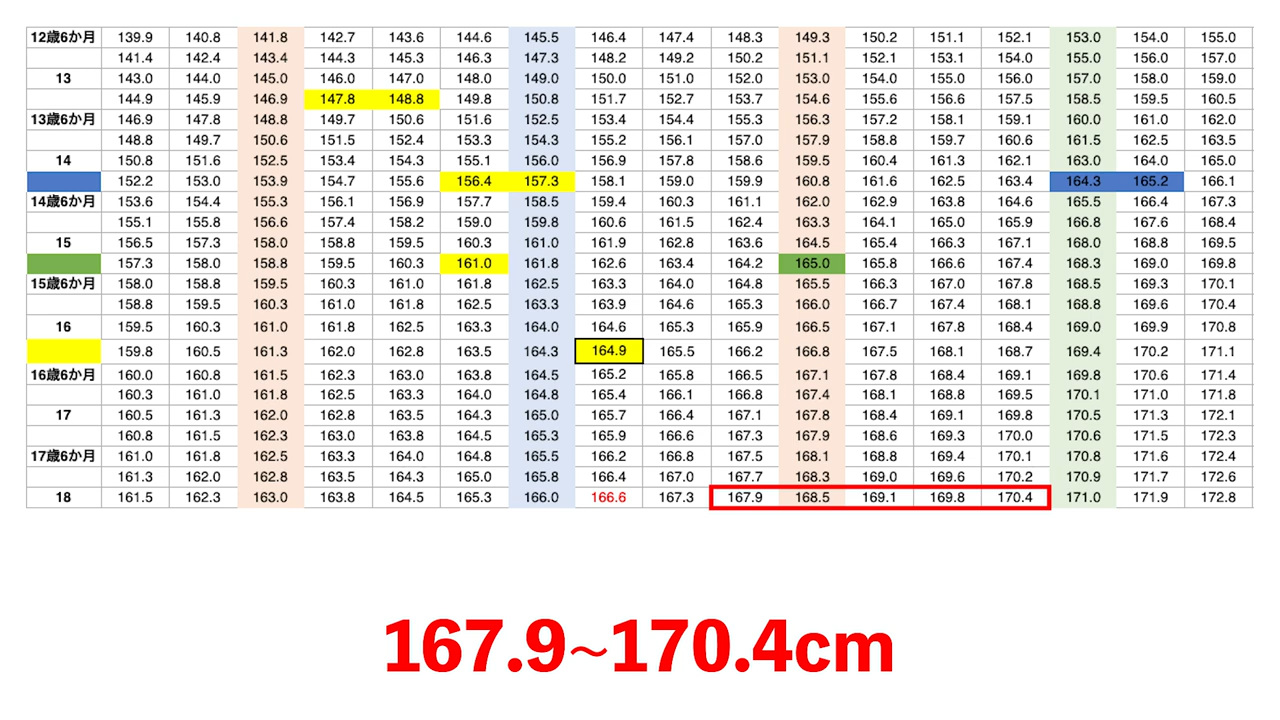 12歳6か月 139.9 140.8 141.8 142.7 143.6 144.6 145.5 146.4 147.4 148.3 149.3 150.2 151.1 152.1 153.0 154.0 155.0
141.4 142.4 143.4 144.3 145.3 146.3 147.3 148.2 149.2 150.2 151.1 152.1 153.1 154.0 155.0 156.0 157.0
13 143.0 144.0 145.0 146.0 147.0 148.0 149.0 150.0 151.0 152.0 153.0 154.0 155.0 156.0 157.0 158.0 159.0
144.9 145.9 146.9 147.8 148.8 149.8 150.8 151.7 152.7 153.7 154.6 155.6 156.6 157.5 158.5 159.5 160.5
13歳6か月 146.9 147.8 148.8 149.7 150.6 151.6 152.5 153.4 154.4 155.3 156.3 157.2 158.1 159.1 160.0 161.0 162.0
148.8 149.7 150.6 151.5 152.4 153.3 154.3 155.2 156.1 157.0 157.9 158.8 159.7 160.6 161.5 162.5 163.5
14 150.8 151.6 152.5 153.4 154.3 155.1 156.0 156.9 157.8 158.6 159.5 160.4 161.3 162.1 163.0 164.0 165.0
152.2 153.0 153.9 154.7 155.6 156.4 157.3 158.1 159.0 159.9 160.8 161.6 162.5 163.4 164.3 165.2 166.1
14歳6か月 153.6 154.4 155.3 156.1 156.9 157.7 158.5 159.4 160.3 161.1 162.0 162.9 163.8 164.6 165.5 166.4 167.3
155.1 155.8 156.6 157.4 158.2 159.0 159.8 160.6 161.5 162.4 163.3 164.1 165.0 165.9 166.8 167.6 168.4
15 156.5 157.3 158.0 158.8 159.5 160.3 161.0 161.9 162.8 163.6 164.5 165.4 166.3 167.1 168.0 168.8 169.5
157.3 158.0 158.8 159.5 160.3 161.0 161.8 162.6 163.4 164.2 165.0 165.8 166.6 167.4 168.3 169.0 169.8
15歳6か月 158.0 158.8 159.5 160.3 161.0 161.8 162.5 163.3 164.0 164.8 165.5 166.3 167.0 167.8 168.5 169.3 170.1
158.8 159.5 160.3 161.0 161.8 162.5 163.3 163.9 164.6 165.3 166.0 166.7 167.4 168.1 168.8 169.6 170.4
16 159.5 160.3 161.0 161.8 162.5 163.3 164.0 164.6 165.3 165.9 166.5 167.1 167.8 168.4 169.0 169.9 170.8
159.8 160.5 161.3 162.0 162.8 163.5 164.3 164.9 165.5 166.2 166.8 167.5 168.1 168.7 169.4 170.2 171.1
16歳6か月 160.0 160.8 161.5 162.3 163.0 163.8 164.5 165.2 165.8 166.5 167.1 167.8 168.4 169.1 169.8 170.6 171.4
160.3 161.0 161.8 162.5 163.3 164.0 164.8 165.4 166.1 166.8 167.4 168.1 168.8 169.5 170.1 171.0 171.8
17 160.5 161.3 162.0 162.8 163.5 164.3 165.0 165.7 166.4 167.1 167.8 168.4 169.1 169.8 170.5 171.3 172.1
160.8 161.5 162.3 163.0 163.8 164.5 165.3 165.9 166.6 167.3 167.9 168.6 169.3 170.0 170.6 171.5 172.3
17歳6か月 161.0 161.8 162.5 163.3 164.0 164.8 165.5 166.2 166.8 167.5 168.1 168.8 169.4 170.1 170.8 171.6 172.4
161.3 162.0 162.8 163.5 164.3 165.0 165.8 166.4 167.0 167.7 168.3 169.0 169.6 170.2 170.9 171.7 172.6
18 161.5 162.3 163.0 163.8 164.5 165.3 166.0 166.6 167.3 167.9 168.5 169.1 169.8 170.4 171.0 171.9 172.8
167.9~170.4cm